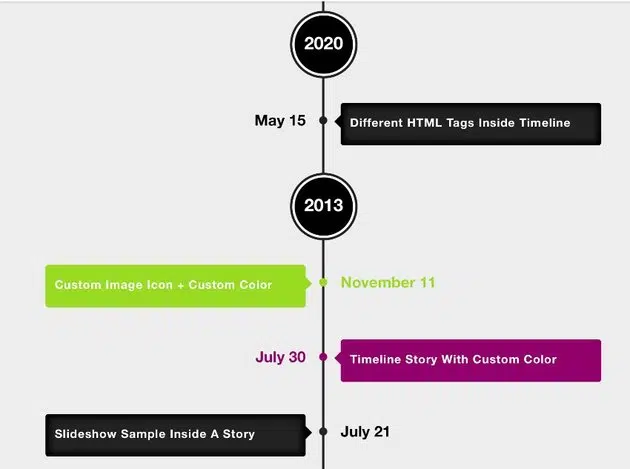 2020
May 15
Different HTML Tags Inside Timeline
2013
Custom Image Icon + Custom Color
November 11
July 30
Timeline Story With Custom Color
Slideshow Sample Inside A Story
July 21